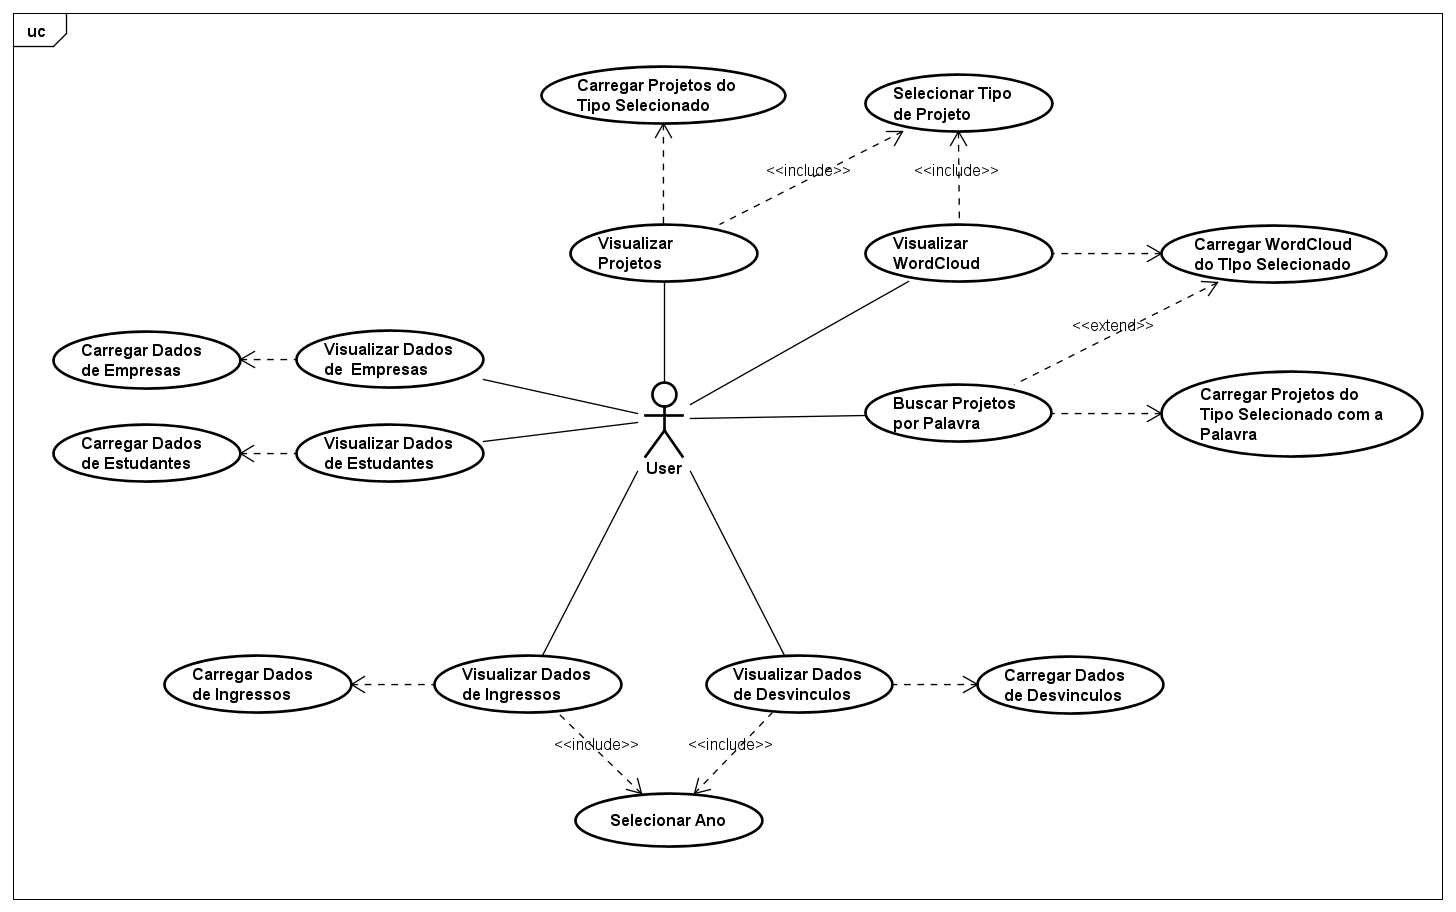 uc
Carregar Projetos do
Tipo Selecionado
Selecionar Tipo
de Projeto
<<include>>
<<include>>
Visualizar
Projetos
Visualizar
WordCloud
Carregar WordCloud
do TIpo Selecionado
<<extend>>
Carregar Dados
de Empresas
Visualizar Dados
de Empresas
Buscar Projetos
por Palavra
Carregar Projetos do
Tipo Selecionado com a
Palavra
Carregar Dados
de Estudantes
Visualizar Dados
de Estudantes
User
Carregar Dados
de Ingressos
Visualizar Dados
de Ingressos
Visualizar Dados
de Desvinculos
Carregar Dados
de Desvinculos
<<include>>
<<include>>
Selecionar Ano